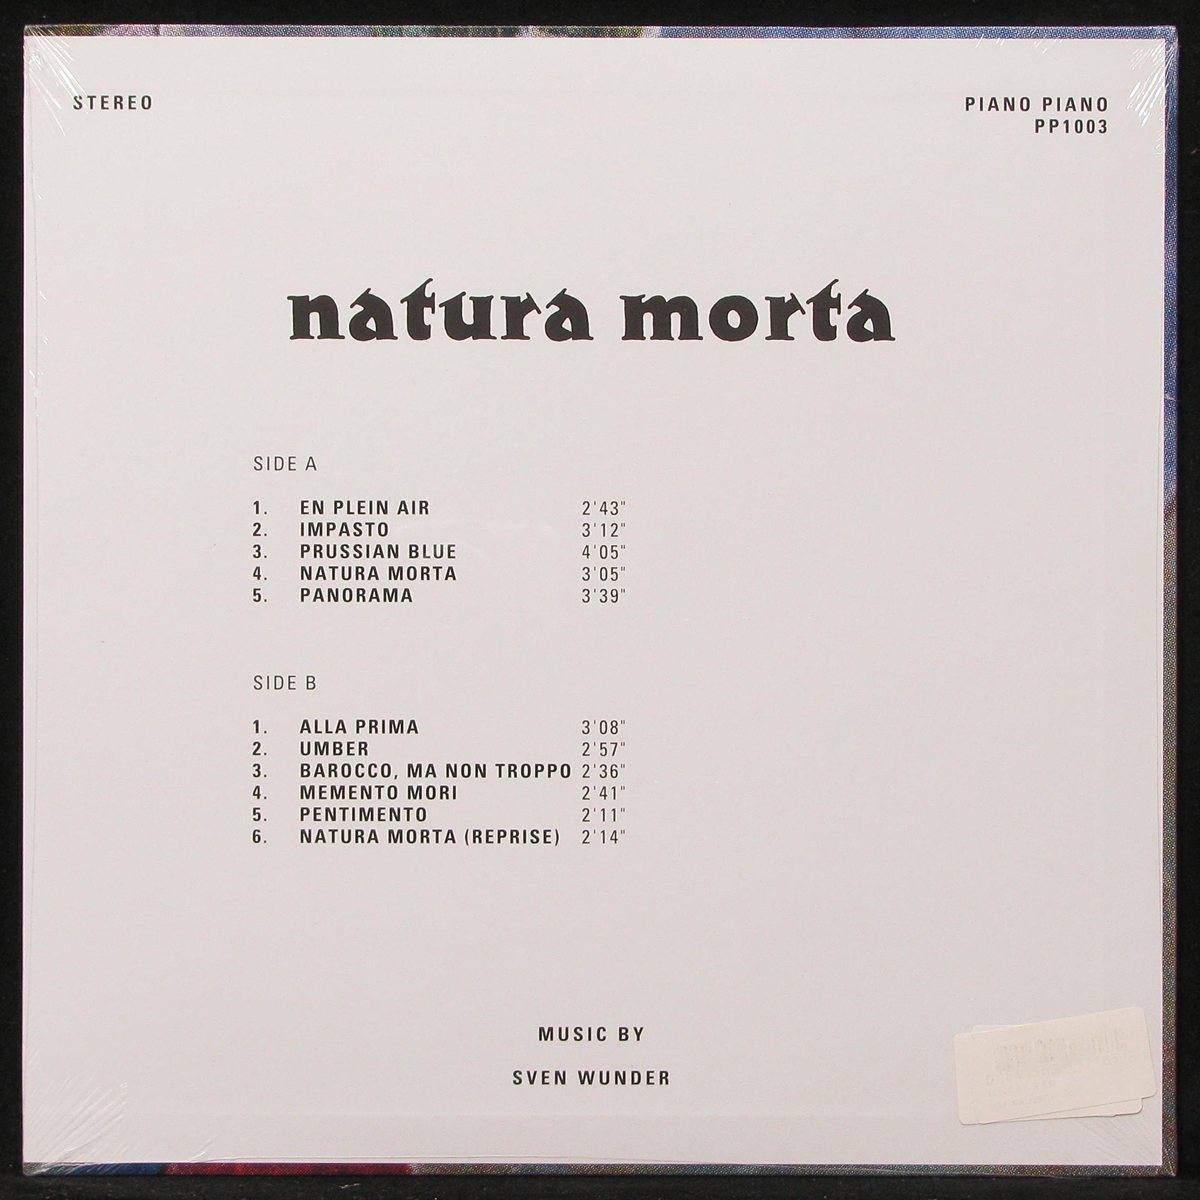 STEREO
PIANO PIANO
PP1003
natura morta
SIDE A
1. EN PLEIN AIR 2'43"
2. IMPASTO 3'12"
3. PRUSSIAN BLUE 4'05"
4. NATURA MORTA 3'05"
5. PANORAMA 3'39"
SIDE B
1. ALLA PRIMA 3'08"
2. UMBER 2'57"
3. BAROCCO, MA NON TROPPO 2'36"
4. MEMENTO MORI 2'41"
5. PENTIMENTO 2'11"
6. NATURA MORTA (REPRISE) 2'14"
MUSIC BY
SVEN WUNDER